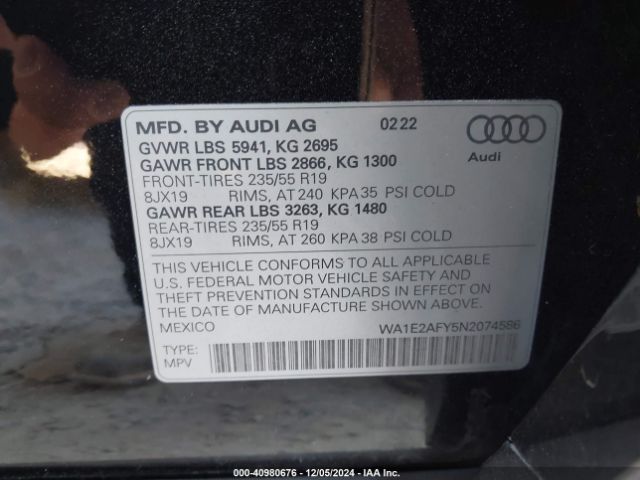 MFD. BY AUDI AG 02 22
GVWR LBS 5941, KG 2695
GAWR FRONT LBS 2866, KG 1300
FRONT-TIRES 235/55 R19
8JX19 RIMS, AT 240 KPA 35 PSI COLD
GAWR REAR LBS 3263, KG 1480
REAR-TIRES 235/55 R19
8JX19 RIMS, AT 260 KPA 38 PSI COLD
Audi
THIS VEHICLE CONFORMS TO ALL APPLICABLE
U.S. FEDERAL MOTOR VEHICLE SAFETY AND
THEFT PREVENTION STANDARDS IN EFFECT ON
THE DATE OF MANUFACTURE SHOWN ABOVE.
MEXICO WA1E2AFY5N2074586
TYPE:
MPV
000-40980676 - 12/05/2024 - IAA Inc.